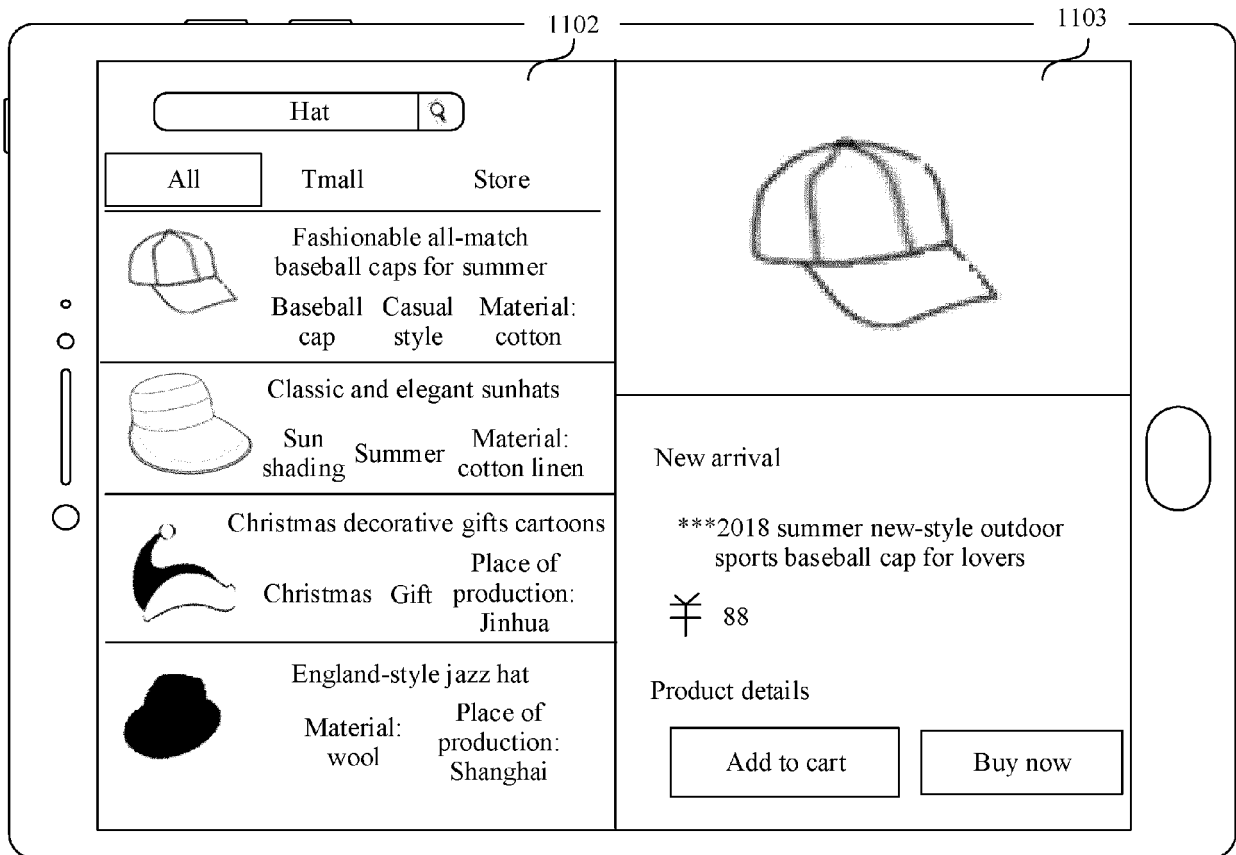 1102
1103
Hat
All Tmall Store
Fashionable all-match
baseball caps for summer
Baseball Casual Material:
cap style cotton
Classic and elegant sunhats
Sun Summer Material:
shading cotton linen
Christmas decorative gifts cartoons
Christmas Gift Place of
production:
Jinhua
England-style jazz hat
Material: Place of
wool production:
Shanghai
New arrival
***2018 summer new-style outdoor
sports baseball cap for lovers
¥ 88
Product details
Add to cart Buy now